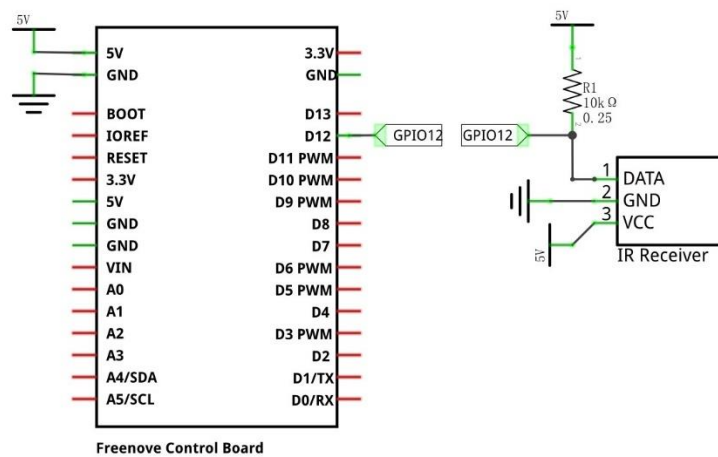 5V
5V
GND
BOOT
IOREF
RESET
3.3V
5V
GND
GND
VIN
A0
A1
A2
A3
A4/SDA
A5/SCL
3.3V
GND
D13
D12
D11 PWM
D10 PWM
D9 PWM
D8
D7
D6 PWM
D5 PWM
D4
D3 PWM
D2
D1/TX
D0/RX
Freenove Control Board
GPIO12
GPIO12
5V
1
R1
10kΩ
0.25
2
1 DATA
2 GND
3 VCC
5V
IR Receiver